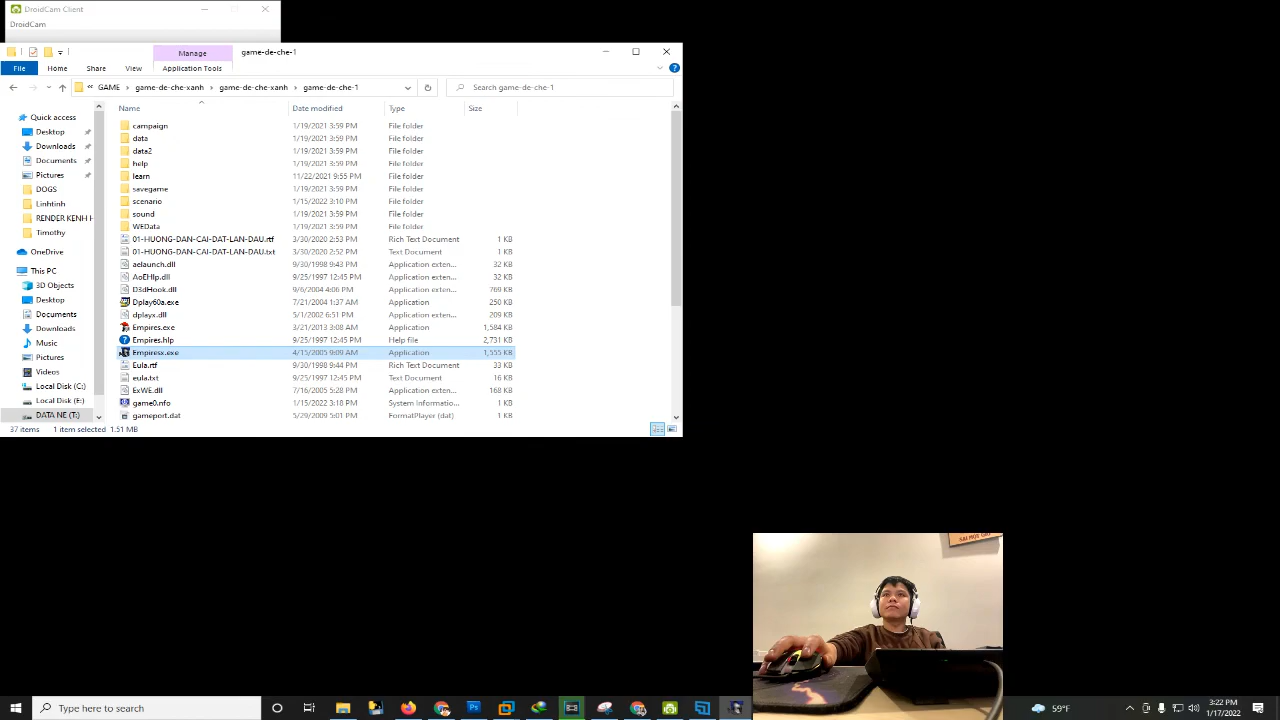 DroidCam Client
DroidCam
Manage
game-de-che-1
File
Home
Share
View
Application Tools
GAME
game-de-che-xanh
game-de-che-xanh
game-de-che-1
Search game-de-che-1
Name
Date modified
Type
Size
Quick access
Desktop
Downloads
Documents
Pictures
DOGS
Linhtinh
RENDER KENH H
Timothy
OneDrive
This PC
3D Objects
Desktop
Documents
Downloads
Music
Pictures
Videos
Local Disk (C:)
Local Disk (E:)
DATA NE (T:)
campaign 1/19/2021 3:59 PM File folder
data 1/19/2021 3:59 PM File folder
data2 1/19/2021 3:59 PM File folder
help 1/19/2021 3:59 PM File folder
learn 11/22/2021 9:55 PM File folder
savegame 1/19/2021 3:59 PM File folder
scenario 1/15/2022 3:10 PM File folder
sound 1/19/2021 3:59 PM File folder
WEData 1/19/2021 3:59 PM File folder
01-HUONG-DAN-CAI-DAT-LAN-DAU.rtf 3/30/2020 2:53 PM Rich Text Document 1 KB
01-HUONG-DAN-CAI-DAT-LAN-DAU.txt 3/30/2020 2:52 PM Text Document 1 KB
aelaunch.dll 9/30/1998 9:43 PM Application exten... 32 KB
AoEHlp.dll 9/25/1997 12:45 PM Application exten... 32 KB
D3dHook.dll 9/6/2004 4:06 PM Application exten... 769 KB
Dplay60a.exe 7/21/2004 1:37 AM Application 250 KB
dplayx.dll 5/1/2002 6:51 PM Application exten... 209 KB
Empires.exe 3/21/2013 3:08 AM Application 1,584 KB
Empires.hlp 9/25/1997 12:45 PM Help file 2,731 KB
Empiresx.exe 4/15/2005 9:09 AM Application 1,555 KB
Eula.rtf 9/30/1998 9:44 PM Rich Text Document 33 KB
eula.txt 9/25/1997 12:45 PM Text Document 16 KB
ExWE.dll 7/16/2005 5:28 PM Application exten... 168 KB
game0.nfo 1/15/2022 3:18 PM System Informatio... 1 KB
gameport.dat 5/29/2009 5:01 PM FormatPlayer (dat) 1 KB
37 items
1 item selected 1.51 MB
Type here to search
59°F
3:22 PM
1/17/2022